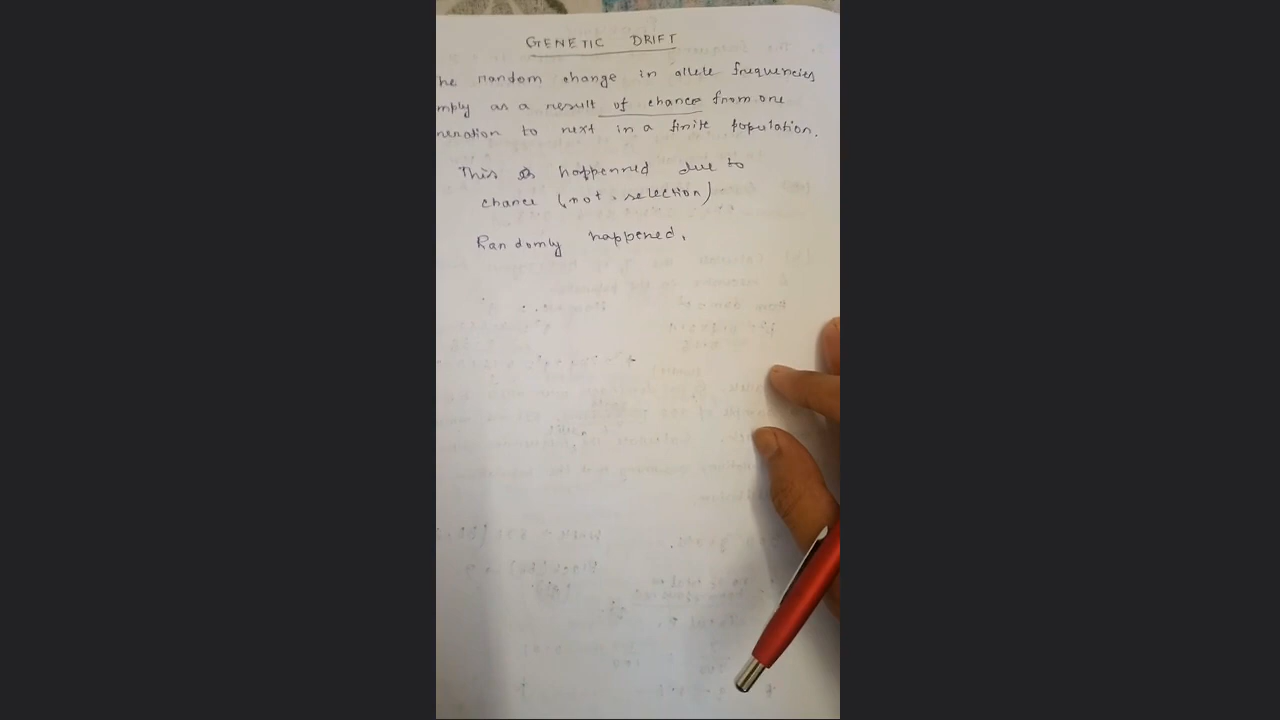 GENETIC DRIFT
he random change in allele frequencies
mply as a result of chance from one
neration to next in a finite population.
This is happenned due to
chance (not selection)
Randomly happened.